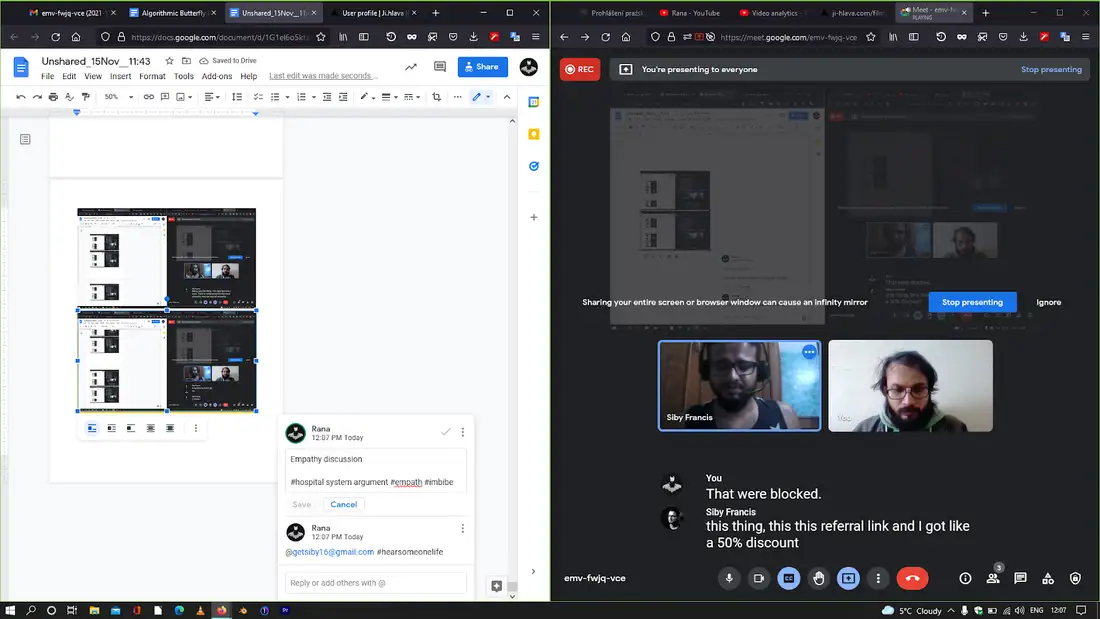 emv-fwjq-vce (2021-1
Algorithmic Butterfly
Unshared_15Nov__11:43
User profile | Ji.hlava
https://docs.google.com/document/d/1G1eI6o5kt
Unshared_15Nov__11:43
Saved to Drive
File Edit View Insert Format Tools Add-ons Help Last edit was made seconds ...
Share
50%
Rana
12:07 PM Today
Empathy discussion
#hospital system argument #empath #imbibe
Save Cancel
Rana
12:07 PM Today
@getsiby16@gmail.com #hearsomeonelife
Reply or add others with @
Prohlášení pražsk
Rana - YouTube
Video analytics -
ji-hlava.com/film
Meet - emv-f
PLAYING
https://meet.google.com/emv-fwjq-vce
REC
You're presenting to everyone
Stop presenting
Sharing your entire screen or browser window can cause an infinity mirror
Stop presenting
Ignore
Siby Francis
You
You
That were blocked.
Siby Francis
this thing, this this referral link and I got like
a 50% discount
emv-fwjq-vce
3
5°C Cloudy
ENG
12:07